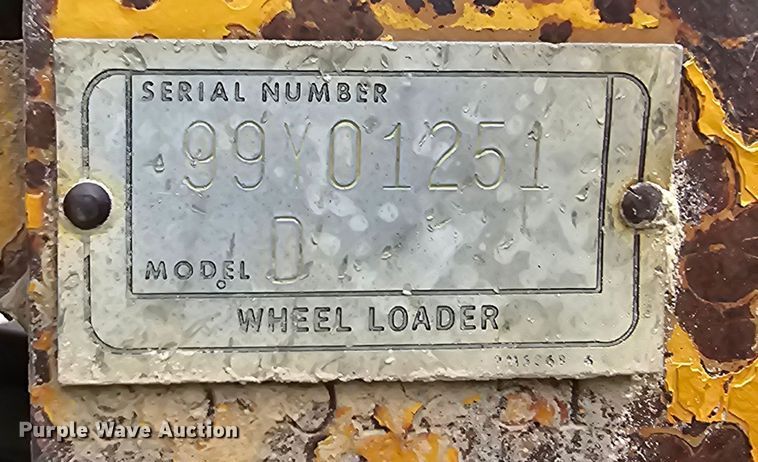 SERIAL NUMBER
99Y01251
MODEL D
WHEEL LOADER
Purple Wave Auction